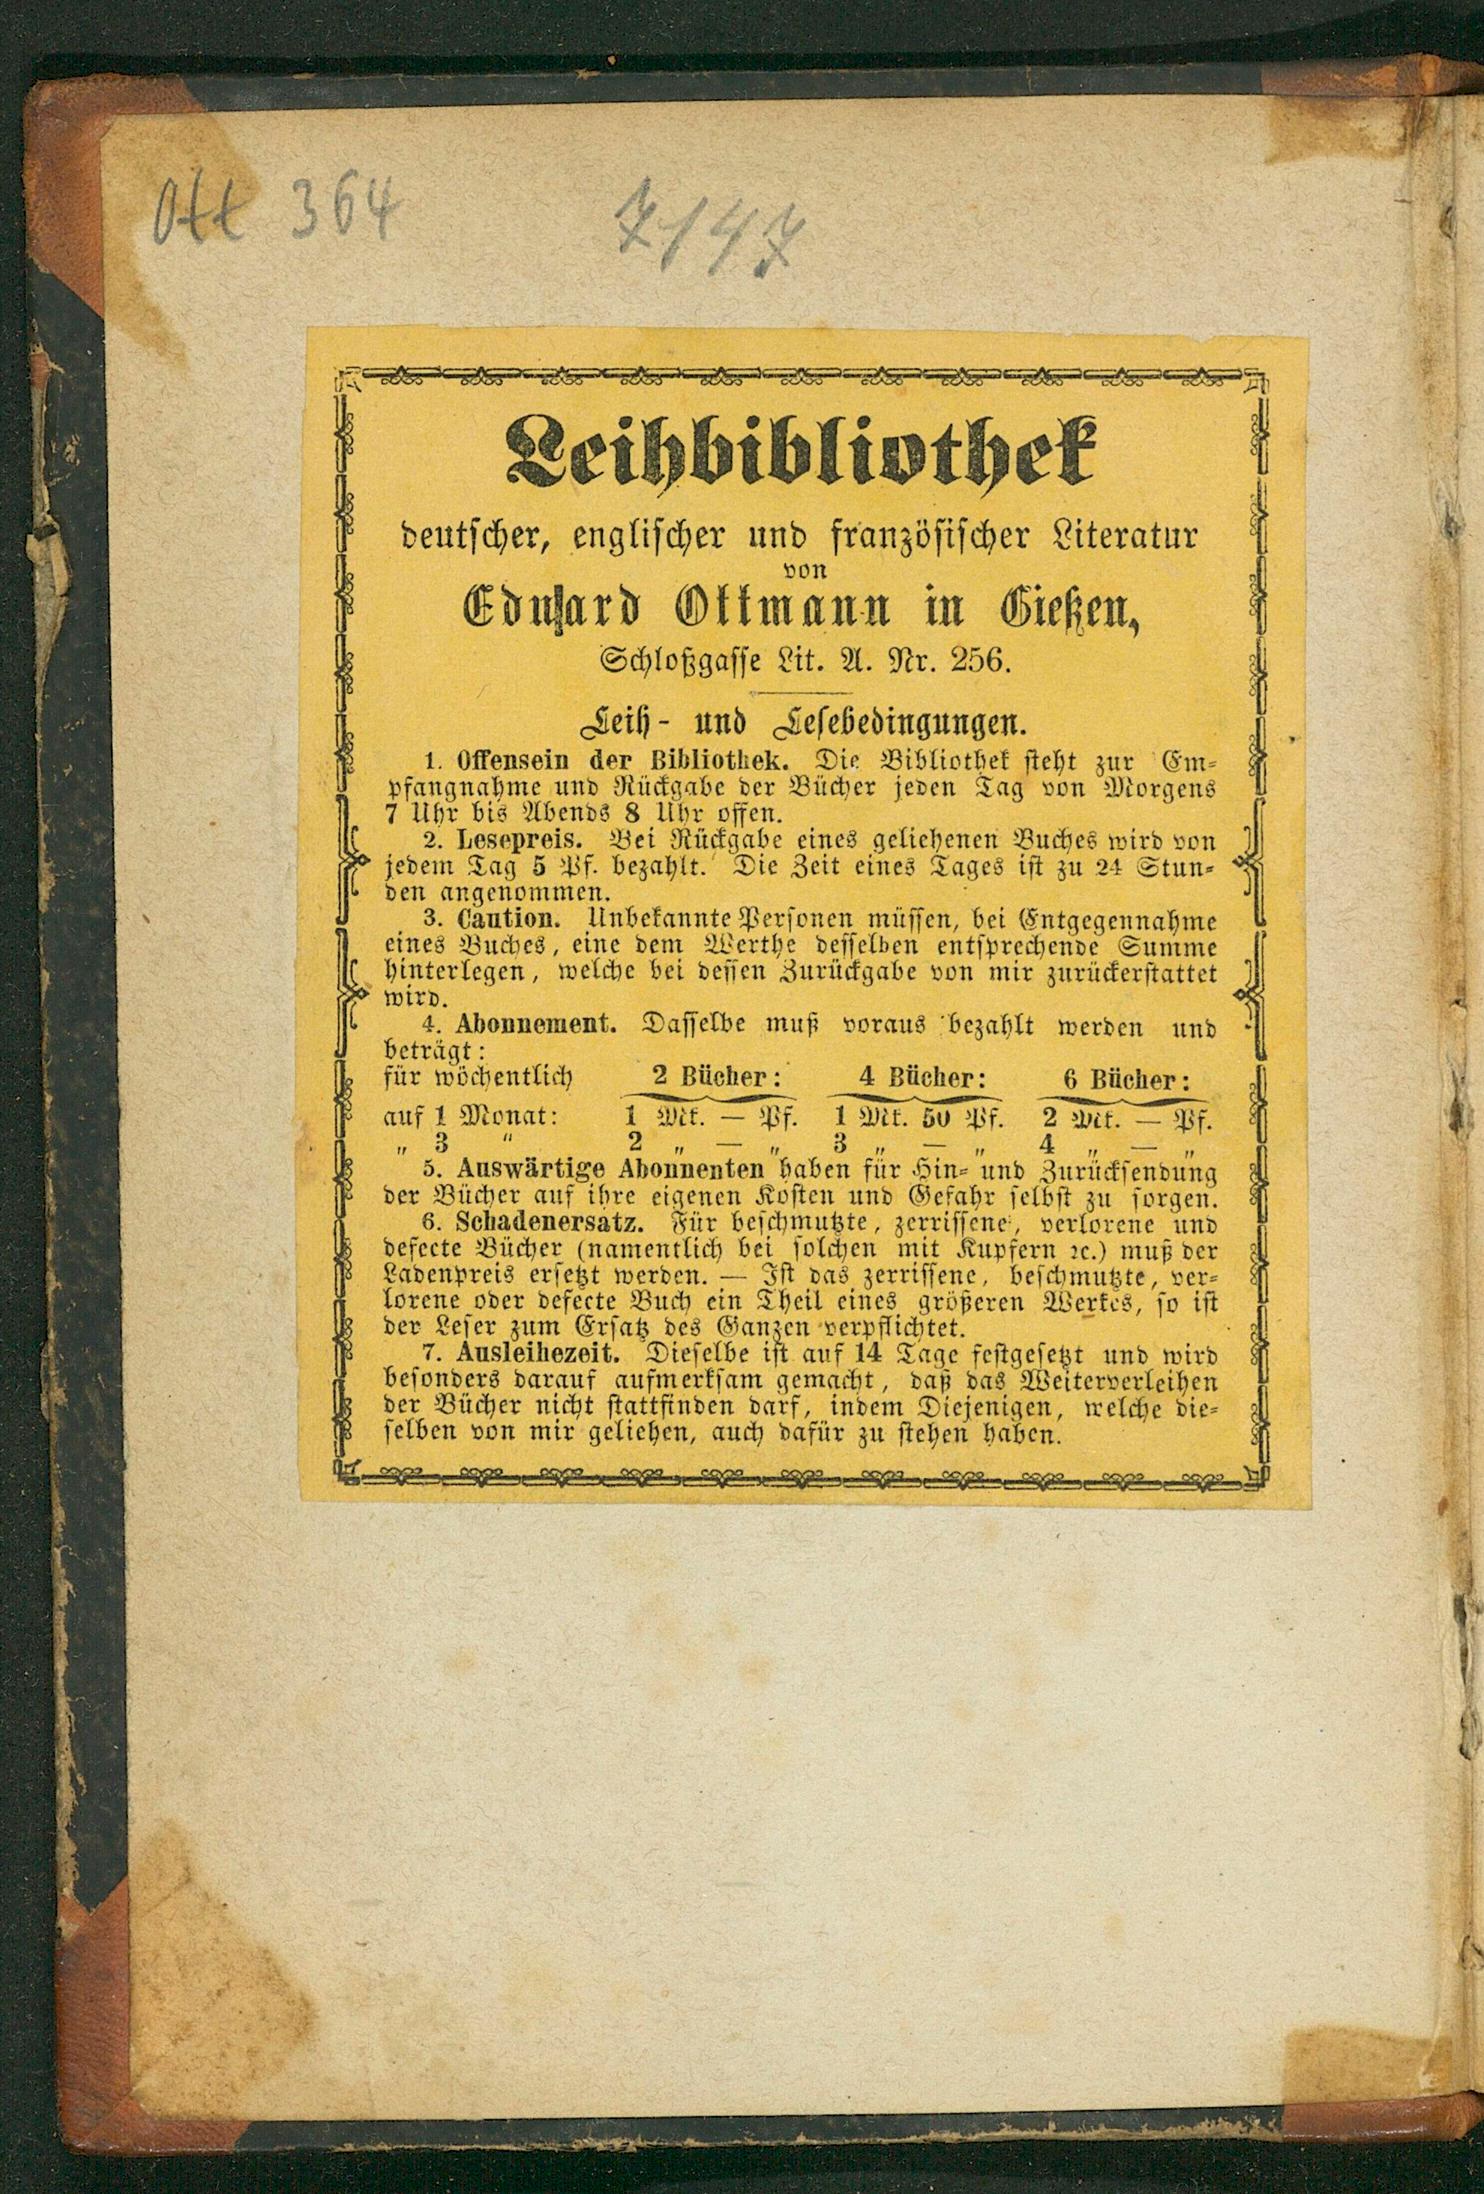 Ott 364 7147
Leihbibliothek
deutscher, englischer und französischer Literatur
von
Eduard Ottmann in Gießen,
Schloßgasse Lit. A. Nr. 256.
Leih- und Lesebedingungen.
1. Offensein der Bibliothek. Die Bibliothek steht zur Em-
pfangnahme und Rückgabe der Bücher jeden Tag von Morgens
7 Uhr bis Abends 8 Uhr offen.
2. Lesepreis. Bei Rückgabe eines geliehenen Buches wird von
jedem Tag 5 Pf. bezahlt. Die Zeit eines Tages ist zu 24 Stun-
den angenommen.
3. Caution. Unbekannte Personen müssen, bei Entgegennahme
eines Buches, eine dem Werthe desselben entsprechende Summe
hinterlegen, welche bei dessen Zurückgabe von mir zurückerstattet
wird.
4. Abonnement. Dasselbe muß voraus bezahlt werden und
beträgt:
für wöchentlich 2 Bücher: 4 Bücher: 6 Bücher:
auf 1 Monat: 1 Mk. — Pf. 1 Mk. 50 Pf. 2 Mk. — Pf.
„ 3 „ 2 „ — „ 3 „ — „ 4 „ — „
5. Auswärtige Abonnenten haben für Hin- und Zurücksendung
der Bücher auf ihre eigenen Kosten und Gefahr selbst zu sorgen.
6. Schadenersatz. Für beschmutzte, zerrissene, verlorene und
defecte Bücher (namentlich bei solchen mit Kupfern ꝛc.) muß der
Ladenpreis ersetzt werden. — Ist das zerrissene, beschmutzte, ver-
lorene oder defecte Buch ein Theil eines größeren Werkes, so ist
der Leser zum Ersatz des Ganzen verpflichtet.
7. Ausleihezeit. Dieselbe ist auf 14 Tage festgesetzt und wird
besonders darauf aufmerksam gemacht, daß das Weiterverleihen
der Bücher nicht stattfinden darf, indem Diejenigen, welche die-
selben von mir geliehen, auch dafür zu stehen haben.